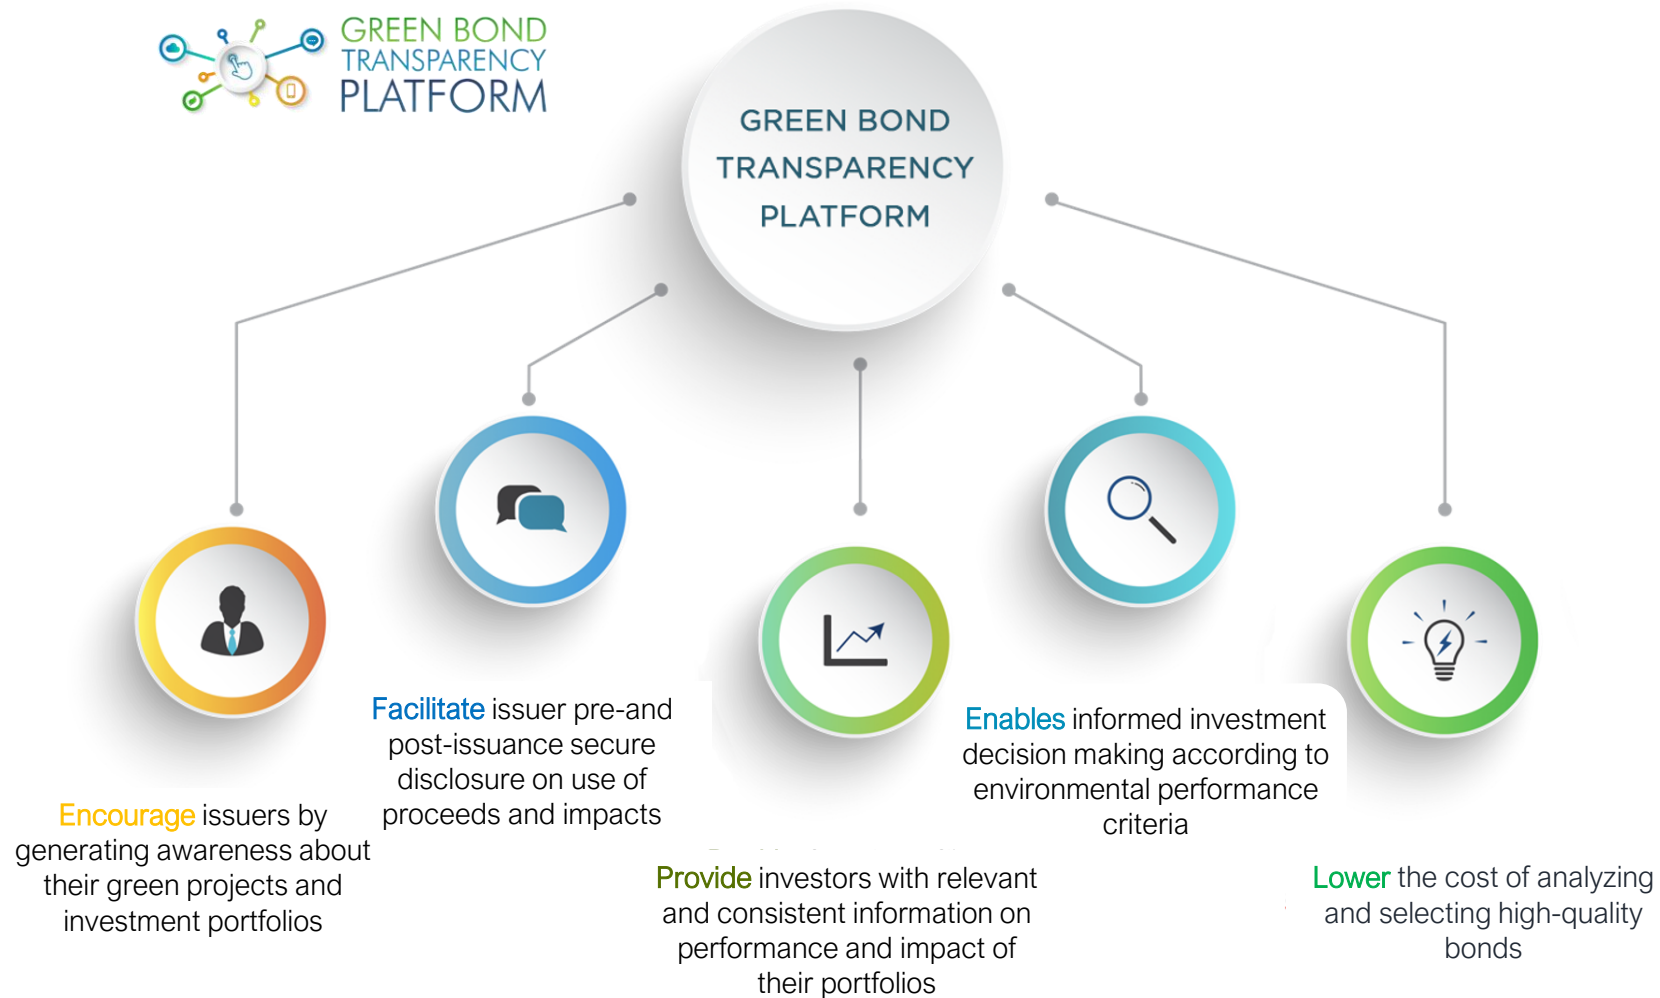 GREEN BOND
TRANSPARENCY
PLATFORM
GREEN BOND
TRANSPARENCY
PLATFORM
Encourage issuers by
generating awareness about
their green projects and
investment portfolios
Facilitate issuer pre-and
post-issuance secure
disclosure on use of
proceeds and impacts
Provide investors with relevant
and consistent information on
performance and impact of
their portfolios
Enables informed investment
decision making according to
environmental performance
criteria
Lower the cost of analyzing
and selecting high-quality
bonds